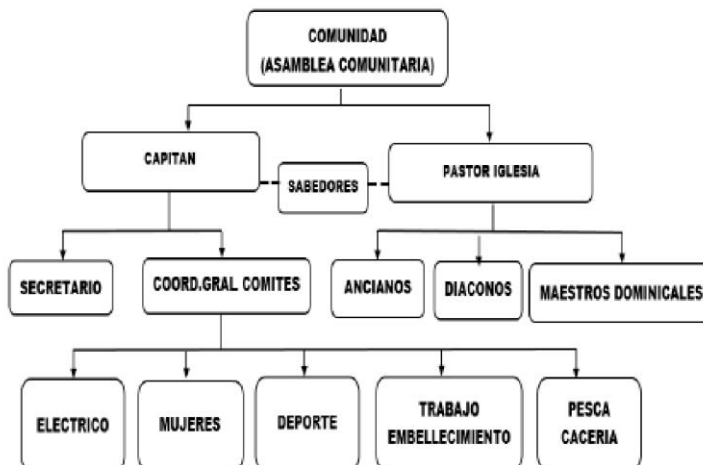 COMUNIDAD
(ASAMBLEA COMUNITARIA)
CAPITAN
SABEDORES
PASTOR IGLESIA
SECRETARIO
COORD.GRAL COMITES
ANCIANOS
DIACONOS
MAESTROS DOMINICALES
ELECTRICO
MUJERES
DEPORTE
TRABAJO
EMBELLECIMIENTO
PESCA
CACERIA